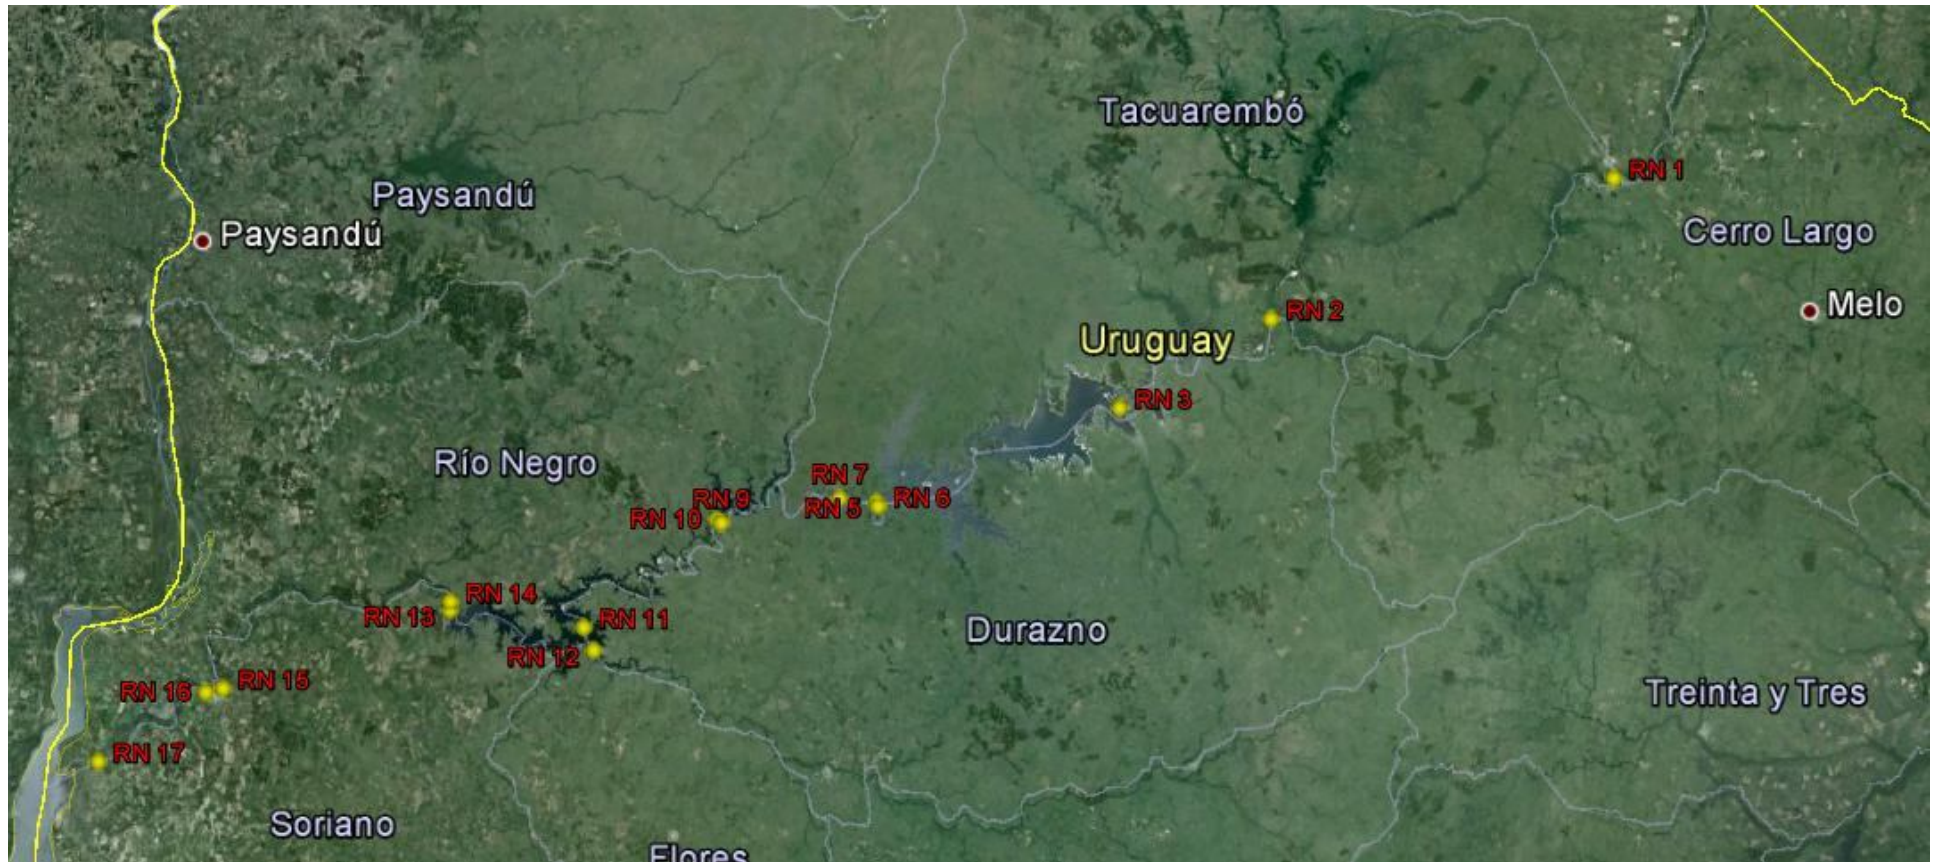 Tacuarembó
RN 1
Paysandú
Paysandú
Cerro Largo
Melo
RN 2
Uruguay
RN 3
Río Negro
RN 7
RN 9
RN 6
RN 5
RN 10
RN 14
RN 13
RN 11
Durazno
RN 12
RN 15
RN 16
Treinta y Tres
RN 17
Soriano
Flores